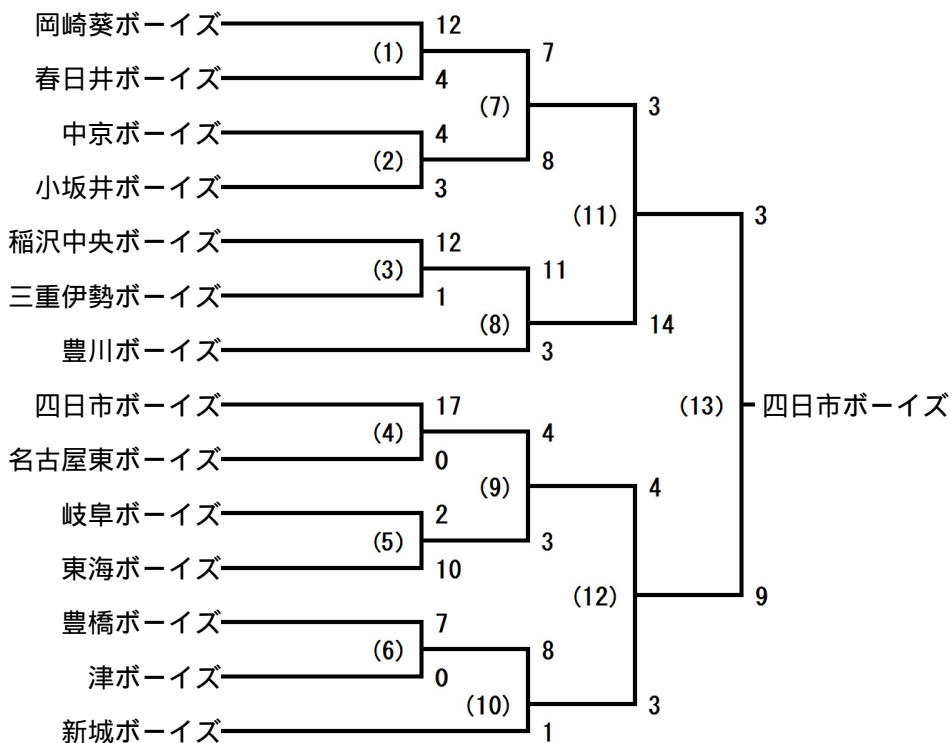 岡崎葵ボーイズ 12
(1) 7
春日井ボーイズ 4
(7) 3
中京ボーイズ 4
(2) 8
小坂井ボーイズ 3
(11) 3
稲沢中央ボーイズ 12
(3) 11
三重伊勢ボーイズ 1
(8) 14
豊川ボーイズ 3
(13) 四日市ボーイズ
四日市ボーイズ 17
(4) 4
名古屋東ボーイズ 0
(9) 4
岐阜ボーイズ 2
(5) 3
東海ボーイズ 10
(12) 9
豊橋ボーイズ 7
(6) 8
津ボーイズ 0
(10) 3
新城ボーイズ 1